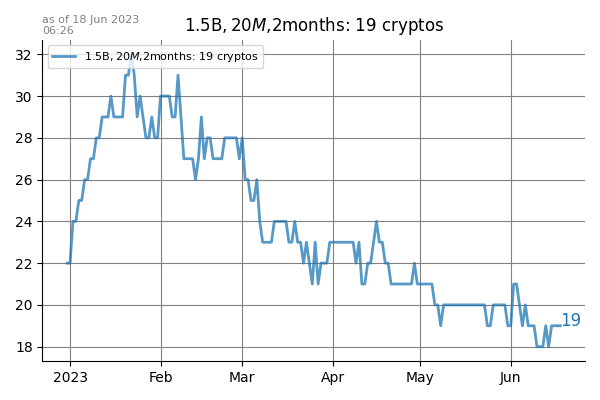 as of 18 Jun 2023
06:26
1.5B, 20M,2months: 19 cryptos
1.5B, 20M,2months: 19 cryptos
32
30
28
26
24
22
20
18
19
2023 Feb Mar Apr May Jun